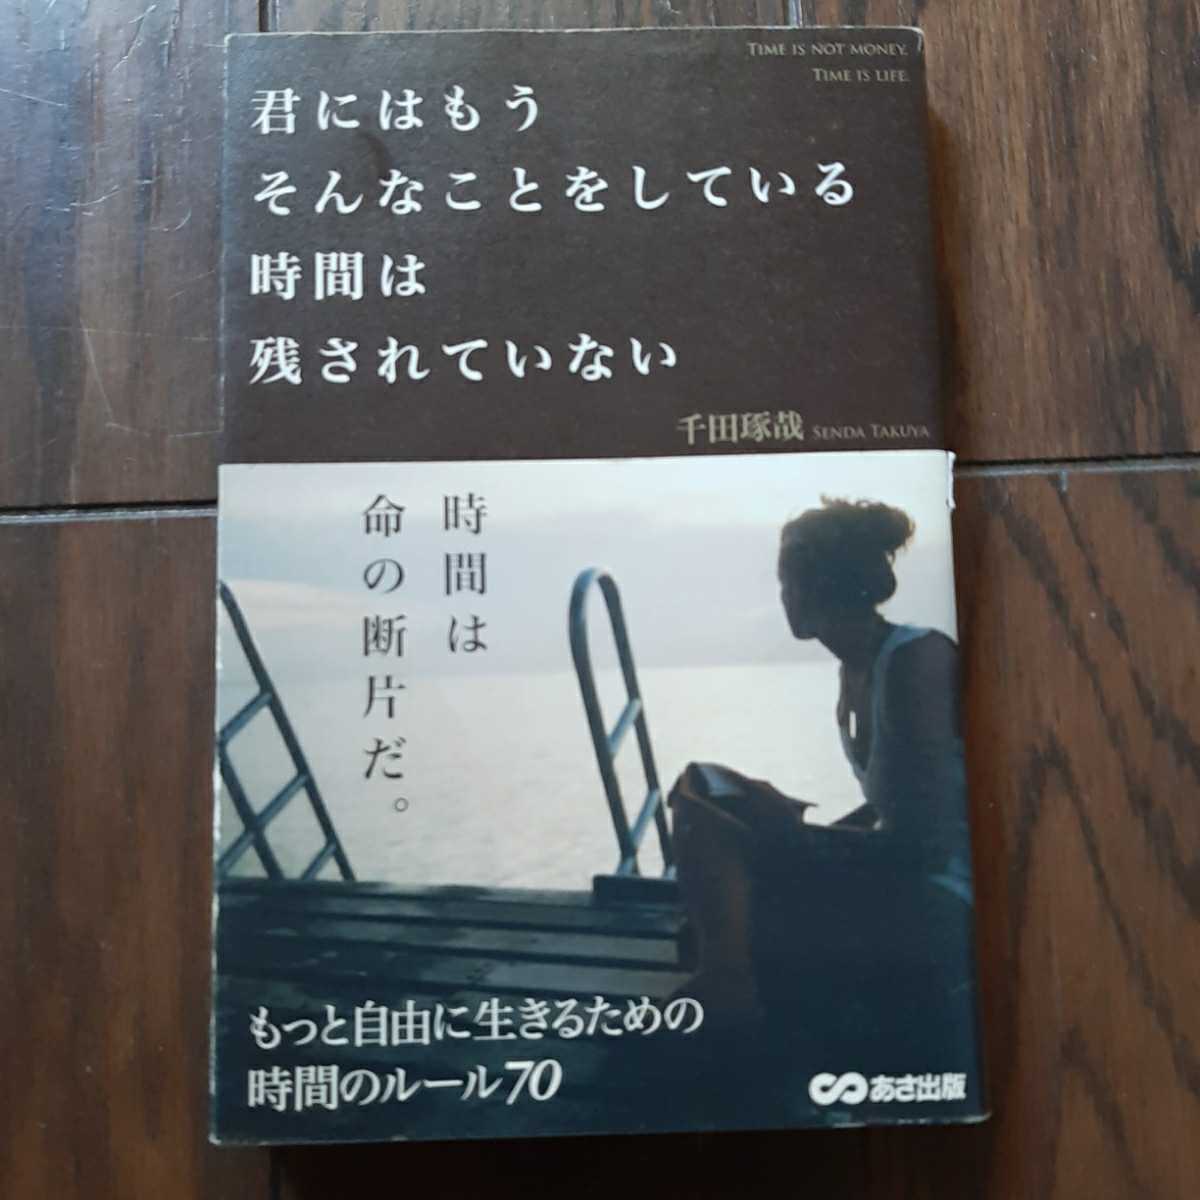 TIME IS NOT MONEY.
TIME IS LIFE.
君にはもう
そんなことをしている
時間は
残されていない
千田琢哉 SENDA TAKUYA
時間は
命の断片だ。
もっと自由に生きるための
時間のルール70
あさ出版